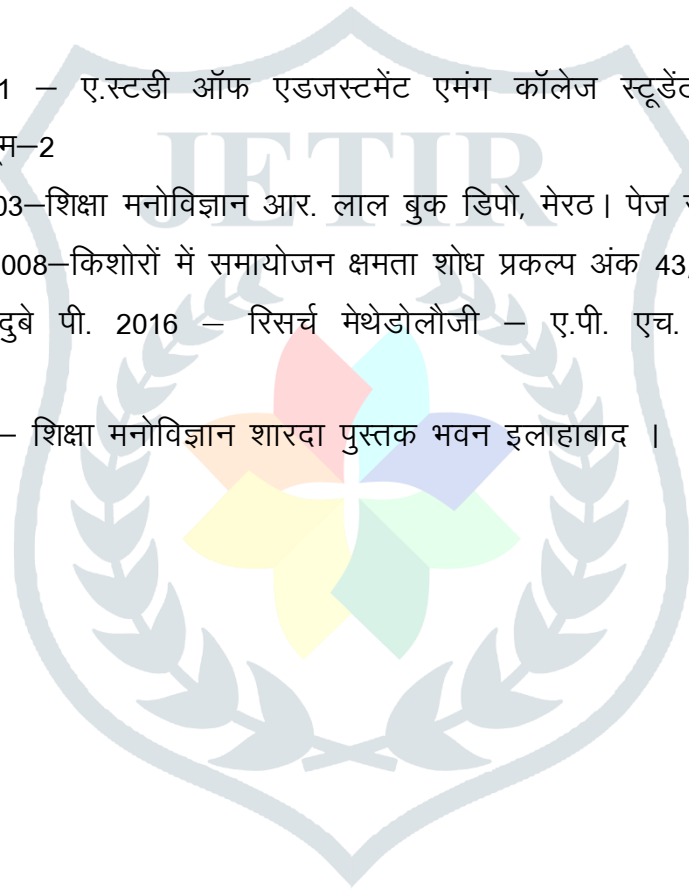 1 – ए.स्टडी ऑफ एडजस्टमेंट एमंग कॉलेज स्टूडेंट
म–2
JETIR
03–शिक्षा मनोविज्ञान आर. लाल बुक डिपो, मेरठ। पेज
008–किशोरों में समायोजन क्षमता शोध प्रकल्प अंक 43,
दुबे पी. 2016 – रिसर्च मेथेडोलौजी – ए.पी. एच.
– शिक्षा मनोविज्ञान शारदा पुस्तक भवन इलाहाबाद ।